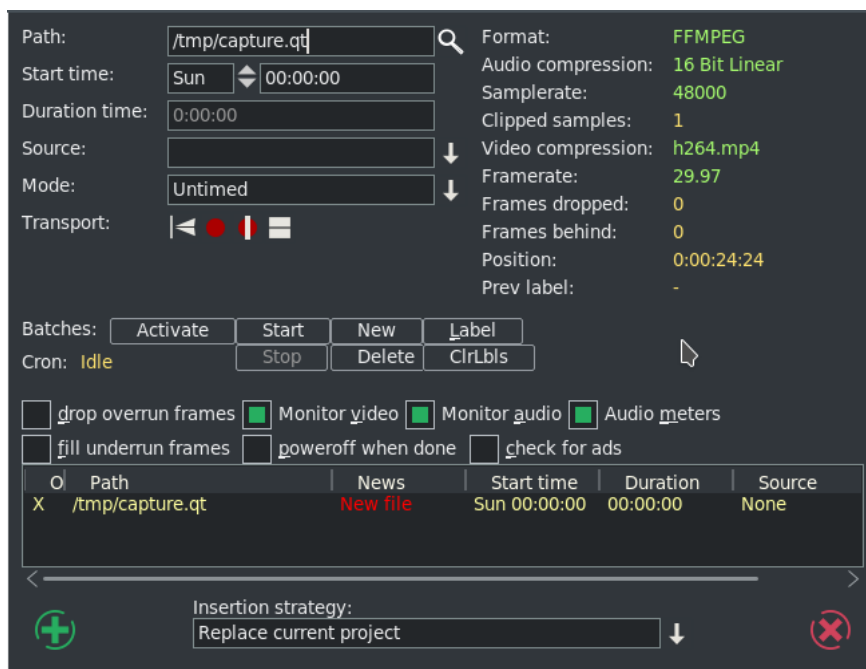 Path: /tmp/capture.qt
Start time: Sun 00:00:00
Duration time: 0:00:00
Source:
Mode: Untimed
Transport:
Format: FFMPEG
Audio compression: 16 Bit Linear
Samplerate: 48000
Clipped samples: 1
Video compression: h264.mp4
Framerate: 29.97
Frames dropped: 0
Frames behind: 0
Position: 0:00:24:24
Prev label: -
Batches: Activate Start New Label
Cron: Idle Stop Delete ClrLbls
drop overrun frames Monitor video Monitor audio Audio meters
fill underrun frames poweroff when done check for ads
O Path News Start time Duration Source
X /tmp/capture.qt New file Sun 00:00:00 00:00:00 None
Insertion strategy:
Replace current project